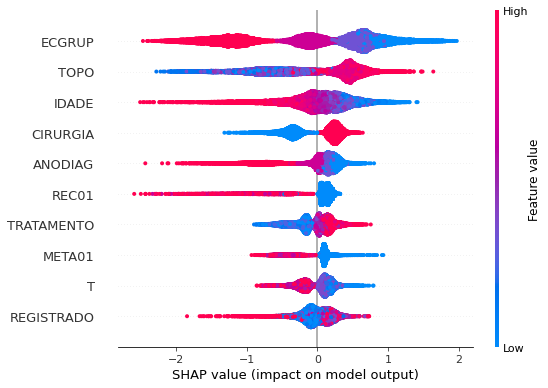 High
ECGRUP
TOPO
IDADE
CIRURGIA
ANODIAG
REC01
TRATAMENTO
META01
T
REGISTRADO
Feature value
Low
−2 −1 0 1 2
SHAP value (impact on model output)